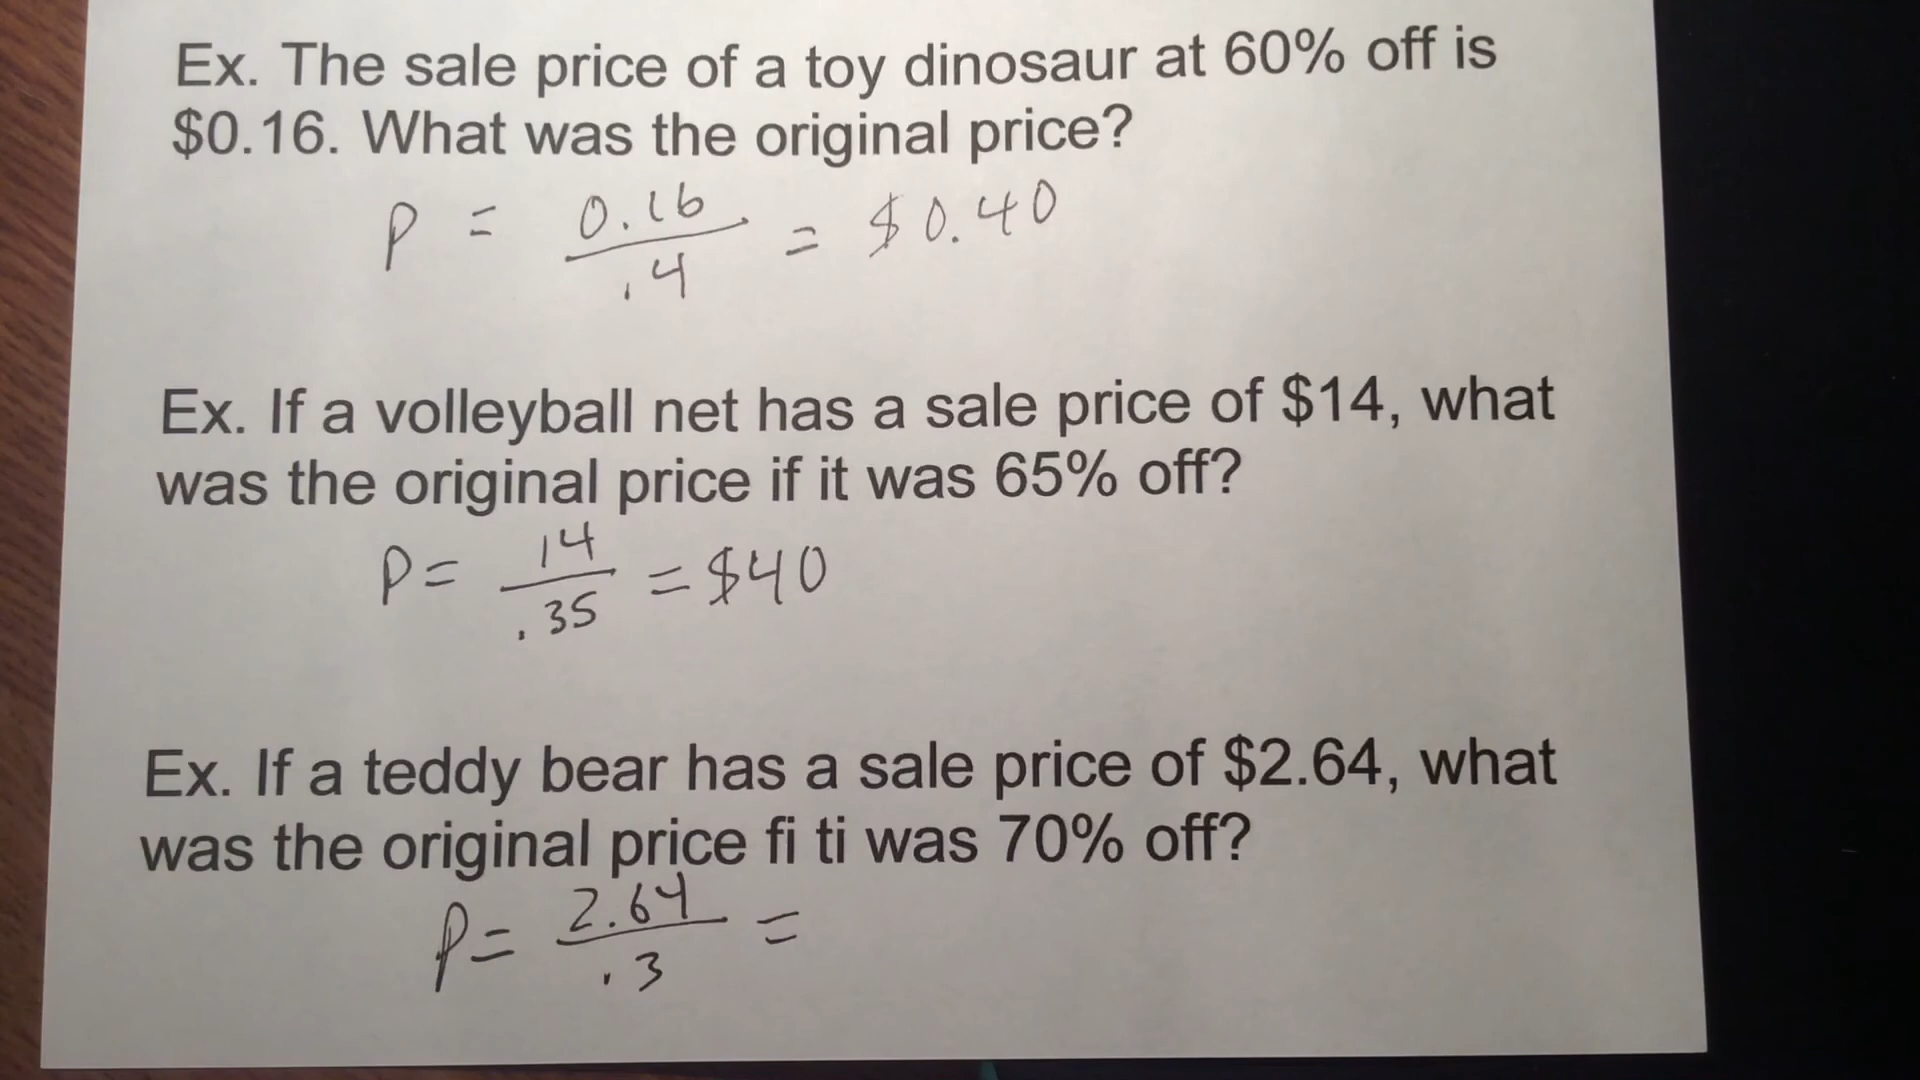 Ex. The sale price of a toy dinosaur at 60% off is
$0.16. What was the original price?
P = 0.16 / .4 = $0.40
Ex. If a volleyball net has a sale price of $14, what
was the original price if it was 65% off?
P = 14 / .35 = $40
Ex. If a teddy bear has a sale price of $2.64, what
was the original price fi ti was 70% off?
P = 2.64 / .3 =